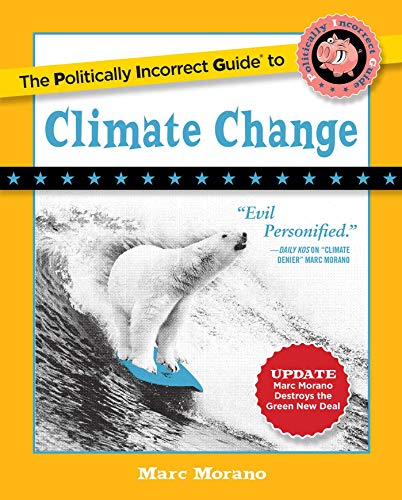 The Politically Incorrect Guide® to
Politically Incorrect Guide
Climate Change
“Evil
Personified.”
—DAILY KOS ON “CLIMATE
DENIER” MARC MORANO
UPDATE
Marc Morano
Destroys the
Green New Deal
Marc Morano